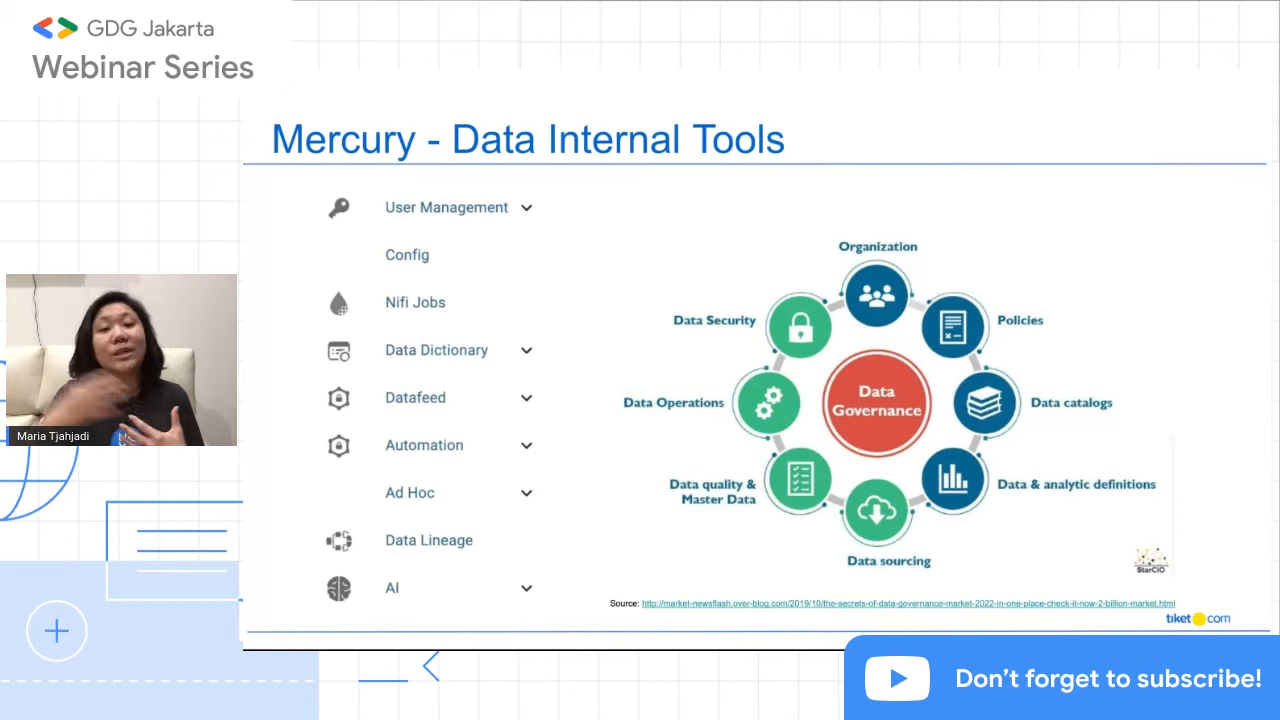 GDG Jakarta
Webinar Series
Mercury - Data Internal Tools
User Management
Config
Nifi Jobs
Data Dictionary
Datafeed
Automation
Ad Hoc
Data Lineage
AI
Organization
Data Security
Policies
Data Operations
Data
Governance
Data catalogs
Data quality &
Master Data
Data & analytic definitions
Data sourcing
StarCIO
Source: http://market-newsflash.over-blog.com/2019/10/the-secrets-of-data-governance-market-2022-in-one-place-check-it-now-2-billion-market.html
tiket com
Maria Tjahjadi
Don't forget to subscribe!